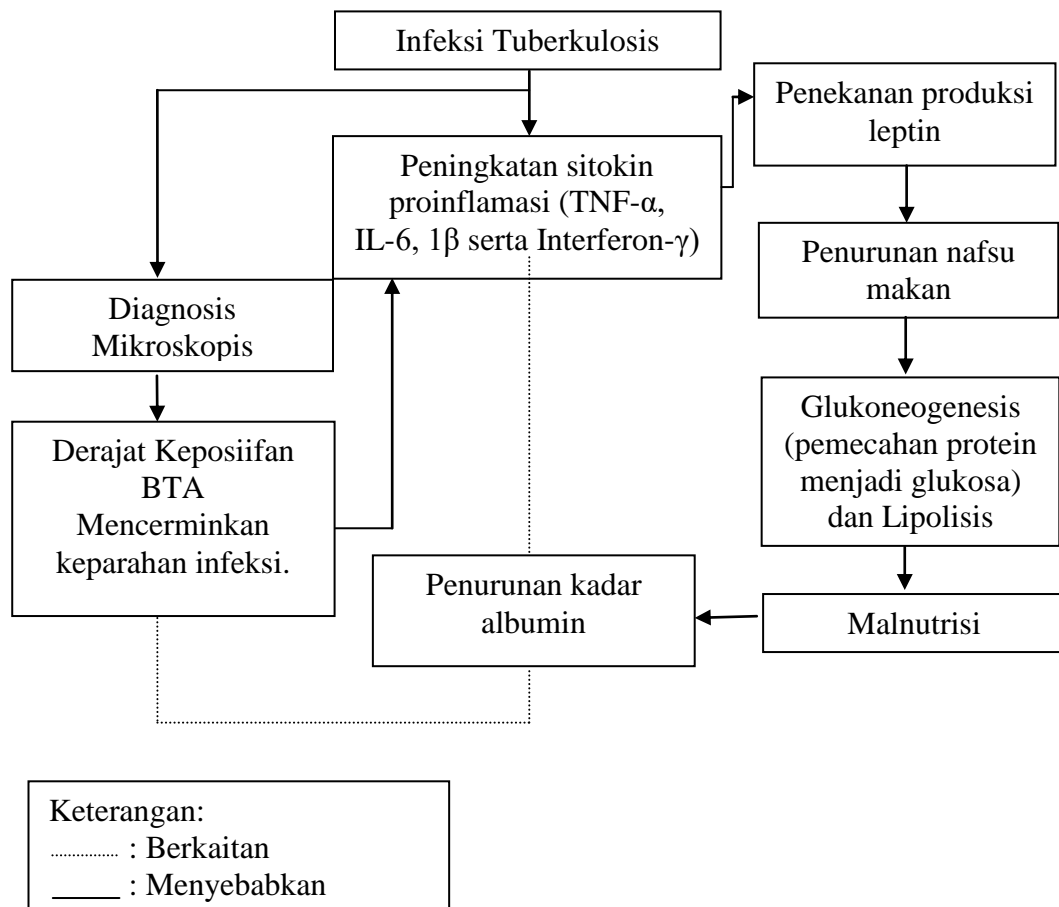 Infeksi Tuberkulosis
Penekanan produksi
leptin
Peningkatan sitokin
proinflamasi (TNF-α,
IL-6, 1β serta Interferon-γ)
Penurunan nafsu
makan
Diagnosis
Mikroskopis
Glukoneogenesis
(pemecahan protein
menjadi glukosa)
dan Lipolisis
Derajat Keposiifan
BTA
Mencerminkan
keparahan infeksi.
Penurunan kadar
albumin
Malnutrisi
Keterangan:
............... : Berkaitan
_____ : Menyebabkan